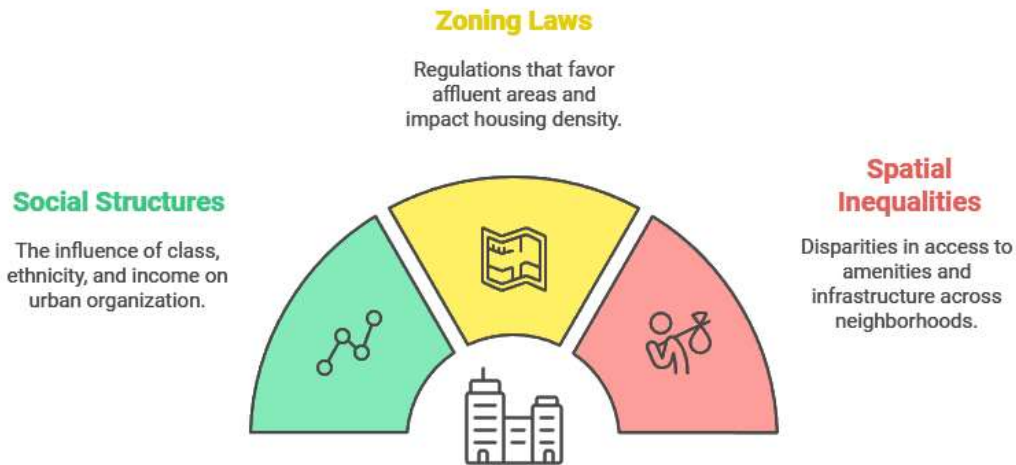 Zoning Laws
Regulations that favor
affluent areas and
impact housing density.
Social Structures
The influence of class,
ethnicity, and income on
urban organization.
Spatial
Inequalities
Disparities in access to
amenities and
infrastructure across
neighborhoods.